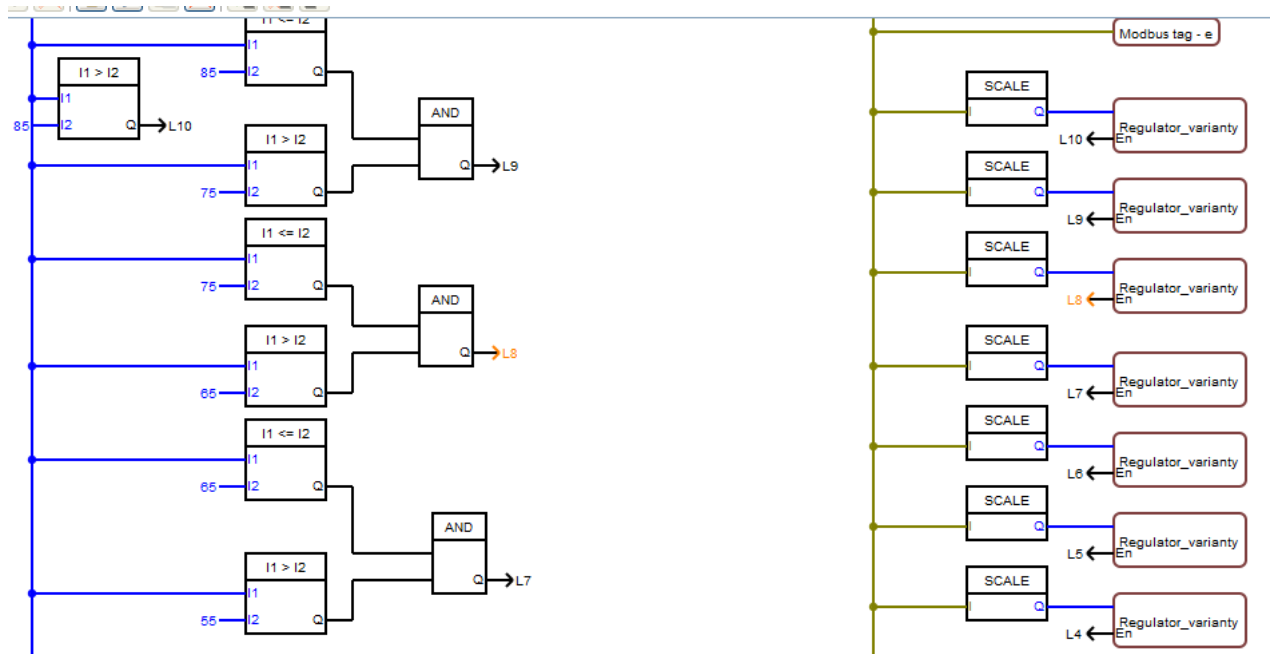 I1 <= I2
I1
85 I2 Q
I1 > I2
I1
85 I2 Q L10
AND
Q L9
I1 > I2
I1
75 I2 Q
I1 <= I2
I1
75 I2 Q
AND
Q L8
I1 > I2
I1
65 I2 Q
I1 <= I2
I1
65 I2 Q
AND
Q L7
I1 > I2
I1
55 I2 Q
Modbus tag - e
SCALE
I Q
Regulator_varianty
L10 En
SCALE
I Q
Regulator_varianty
L9 En
SCALE
I Q
Regulator_varianty
L8 En
SCALE
I Q
Regulator_varianty
L7 En
SCALE
I Q
Regulator_varianty
L6 En
SCALE
I Q
Regulator_varianty
L5 En
SCALE
I Q
Regulator_varianty
L4 En